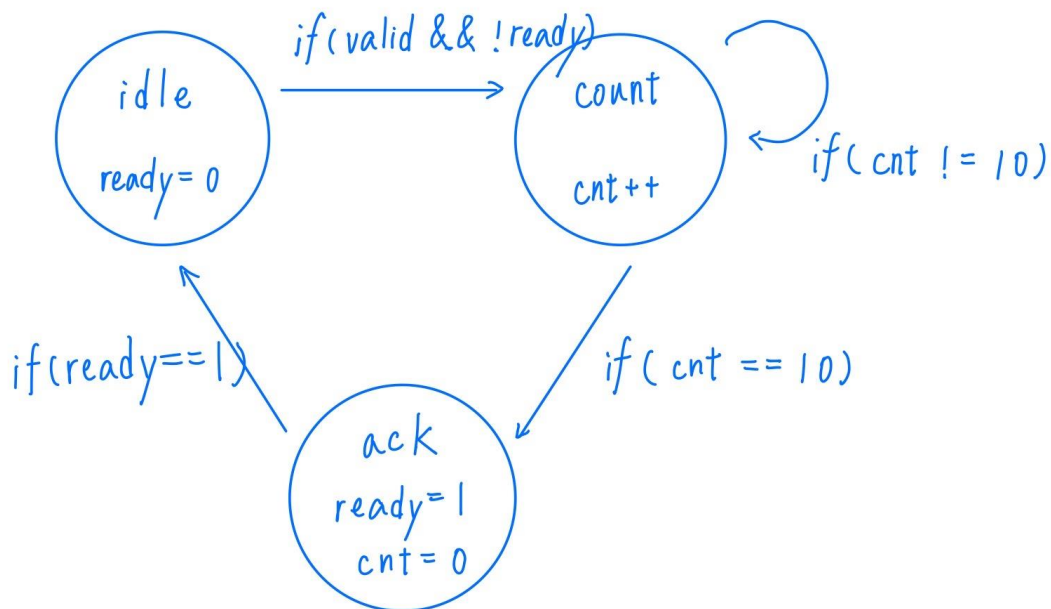 if(valid && !ready)
idle
ready=0
count
cnt++
if(cnt != 10)
if(ready==1)
if(cnt == 10)
ack
ready=1
cnt=0